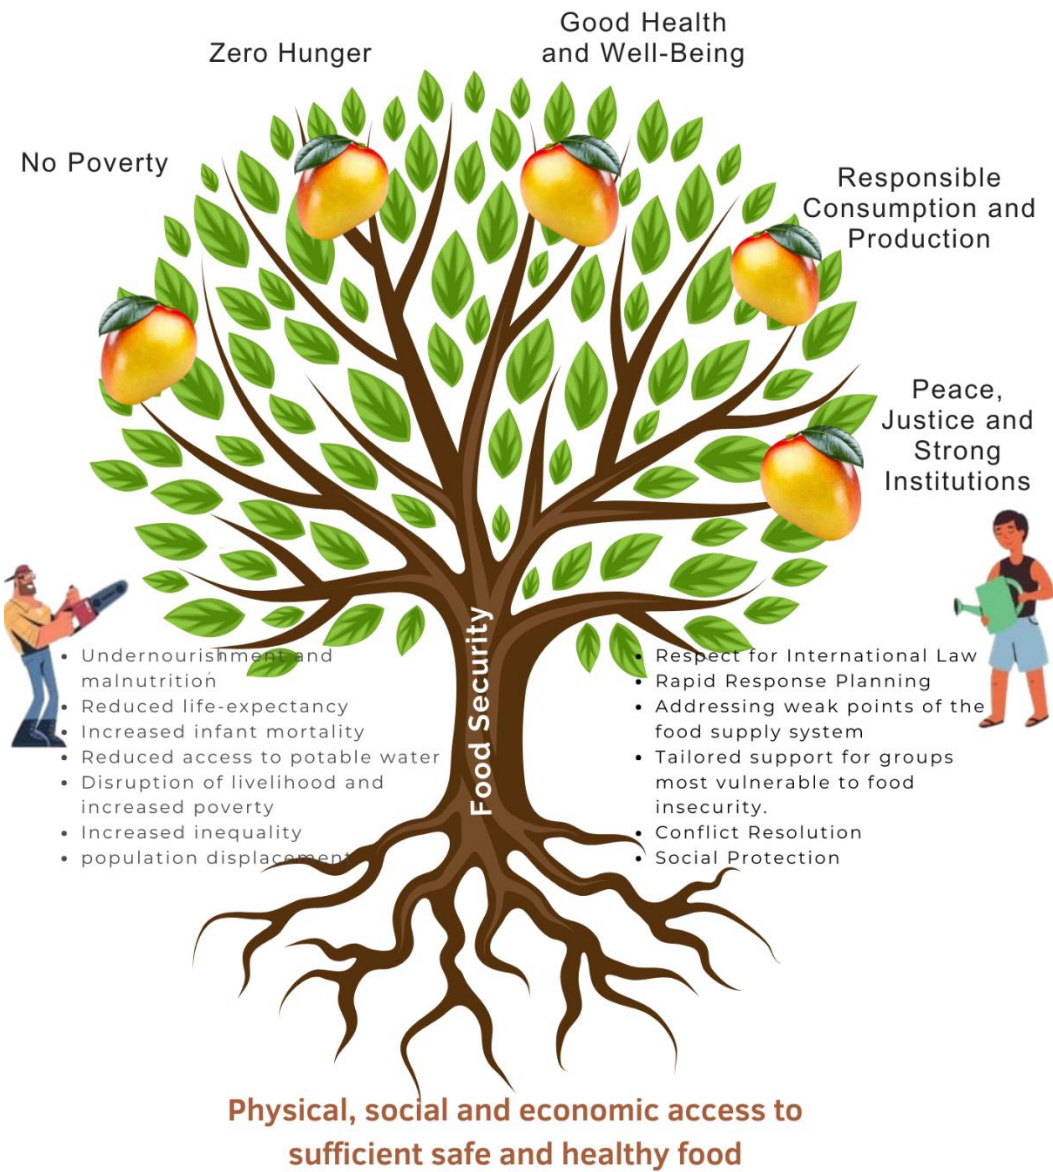 Good Health
and Well-Being
Zero Hunger
No Poverty
Responsible
Consumption and
Production
Peace,
Justice and
Strong
Institutions
Food Security
• Undernourishment and
malnutrition
• Reduced life-expectancy
• Increased infant mortality
• Reduced access to potable water
• Disruption of livelihood and
increased poverty
• Increased inequality
• population displacement
• Respect for International Law
• Rapid Response Planning
• Addressing weak points of the
food supply system
• Tailored support for groups
most vulnerable to food
insecurity.
• Conflict Resolution
• Social Protection
Physical, social and economic access to
sufficient safe and healthy food